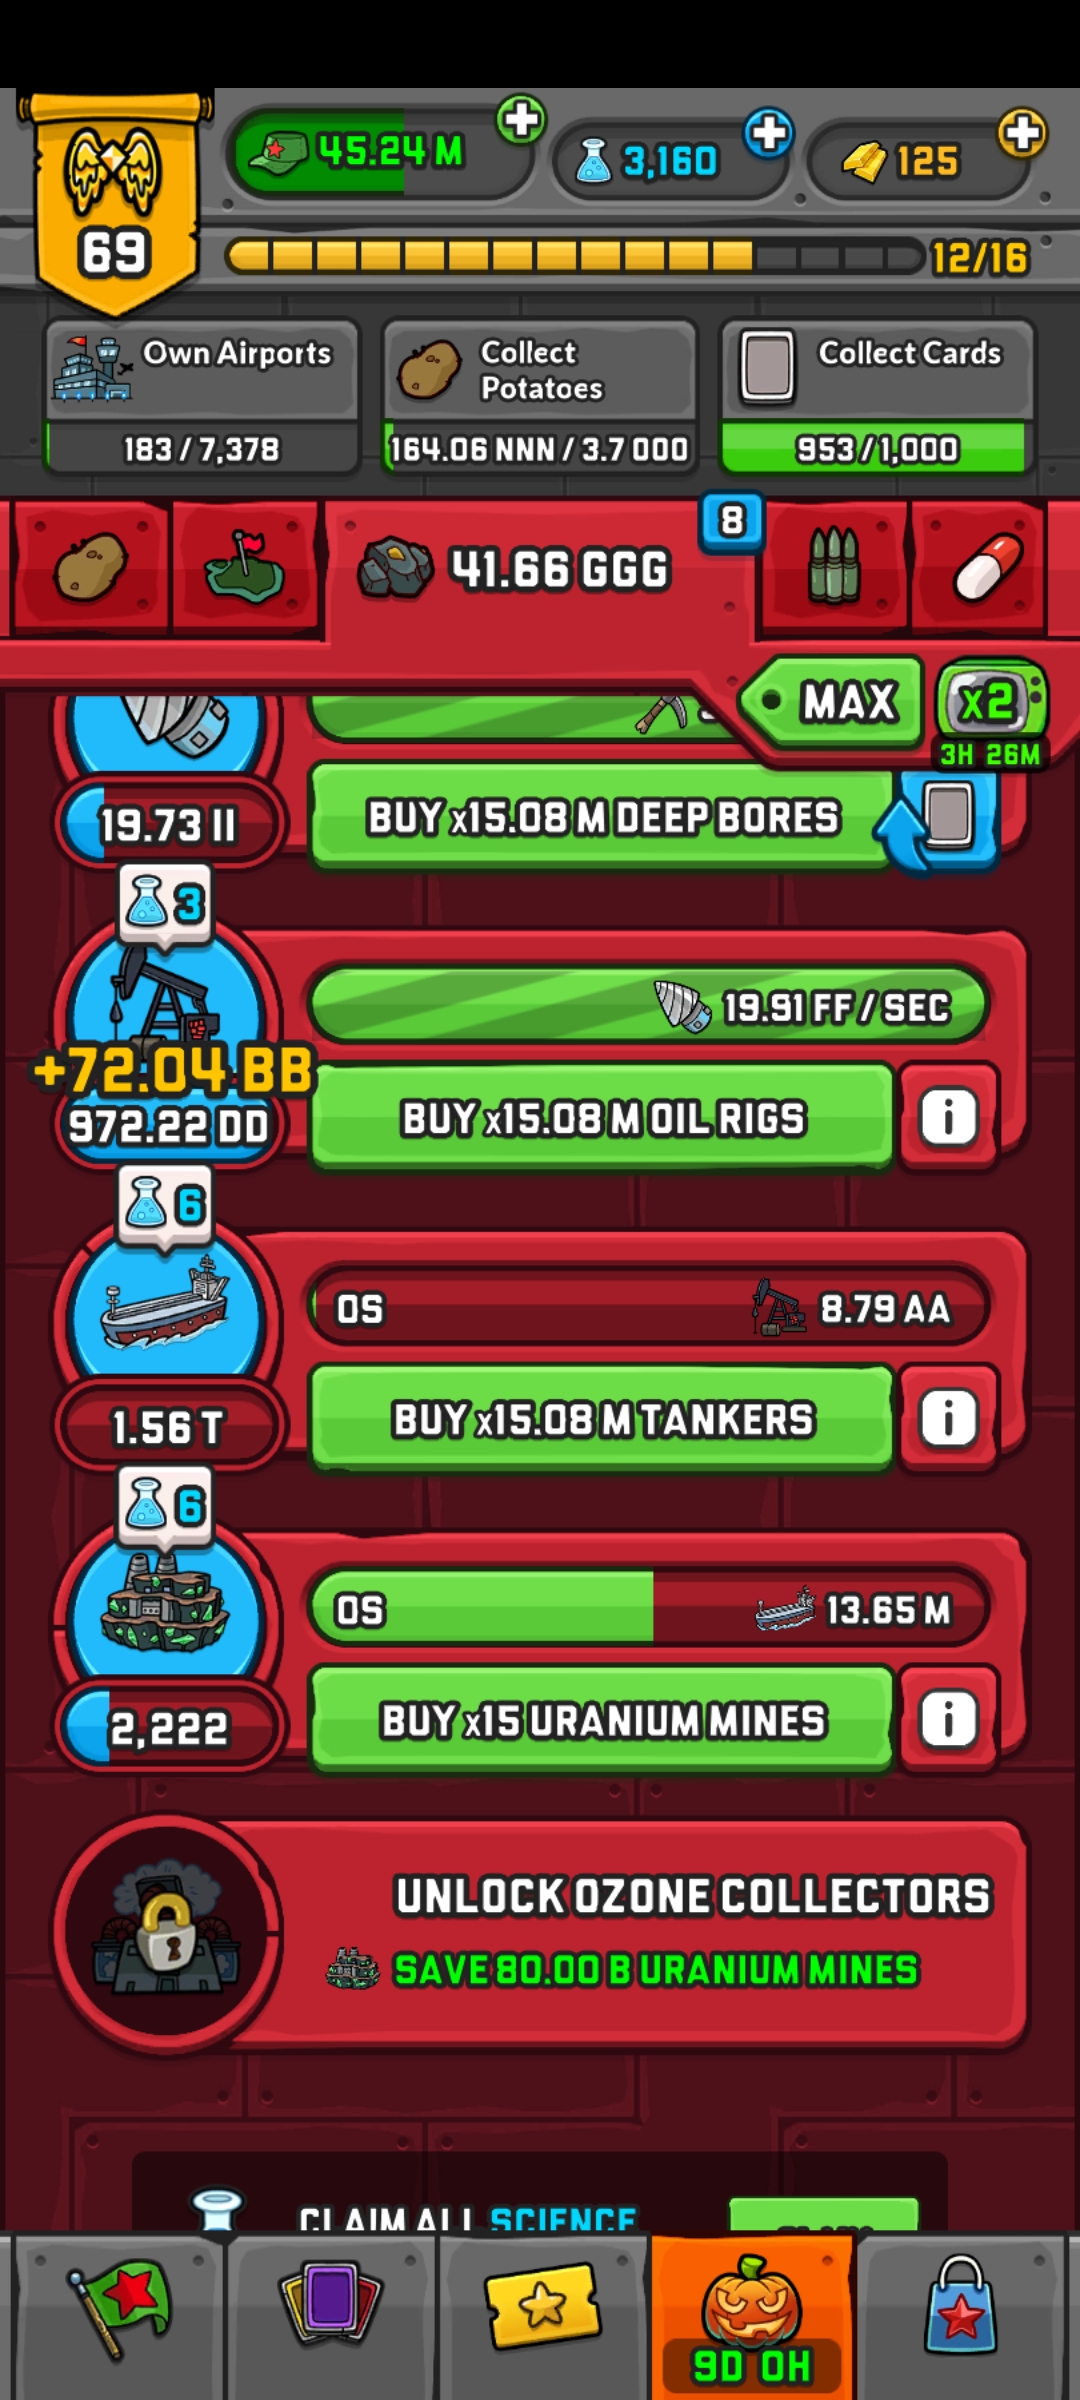 45.24 M
3,160
125
69
12/16
Own Airports
183 / 7,378
Collect
Potatoes
164.06 NNN / 3.7 OOO
Collect Cards
953 / 1,000
41.66 GGG
8
MAX
x2
3H 26M
19.73 II
BUY x15.08 M DEEP BORES
3
19.91 FF / SEC
+72.04 BB
972.22 DD
BUY x15.08 M OIL RIGS
i
6
0S
8.79 AA
1.56 T
BUY x15.08 M TANKERS
i
6
0S
13.65 M
2,222
BUY x15 URANIUM MINES
i
UNLOCK OZONE COLLECTORS
SAVE 80.00 B URANIUM MINES
CLAIM ALL SCIENCE
9D 0H